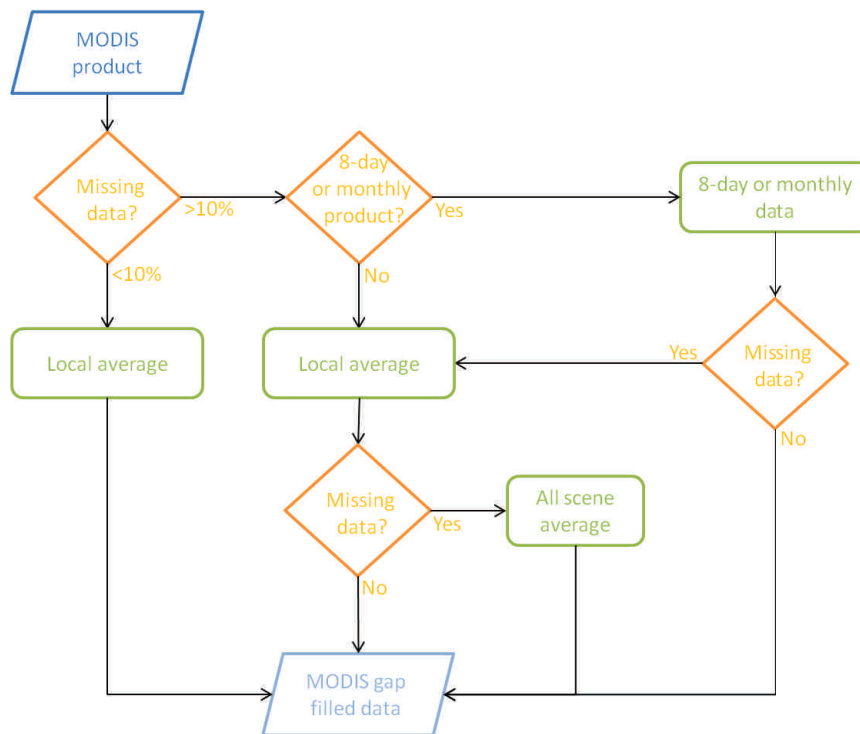 MODIS
product
Missing
data?
>10%
<10%
8-day
or monthly
product?
Yes
No
8-day or monthly
data
Local average
Local average
Yes
Missing
data?
No
Missing
data?
Yes
No
All scene
average
MODIS gap
filled data